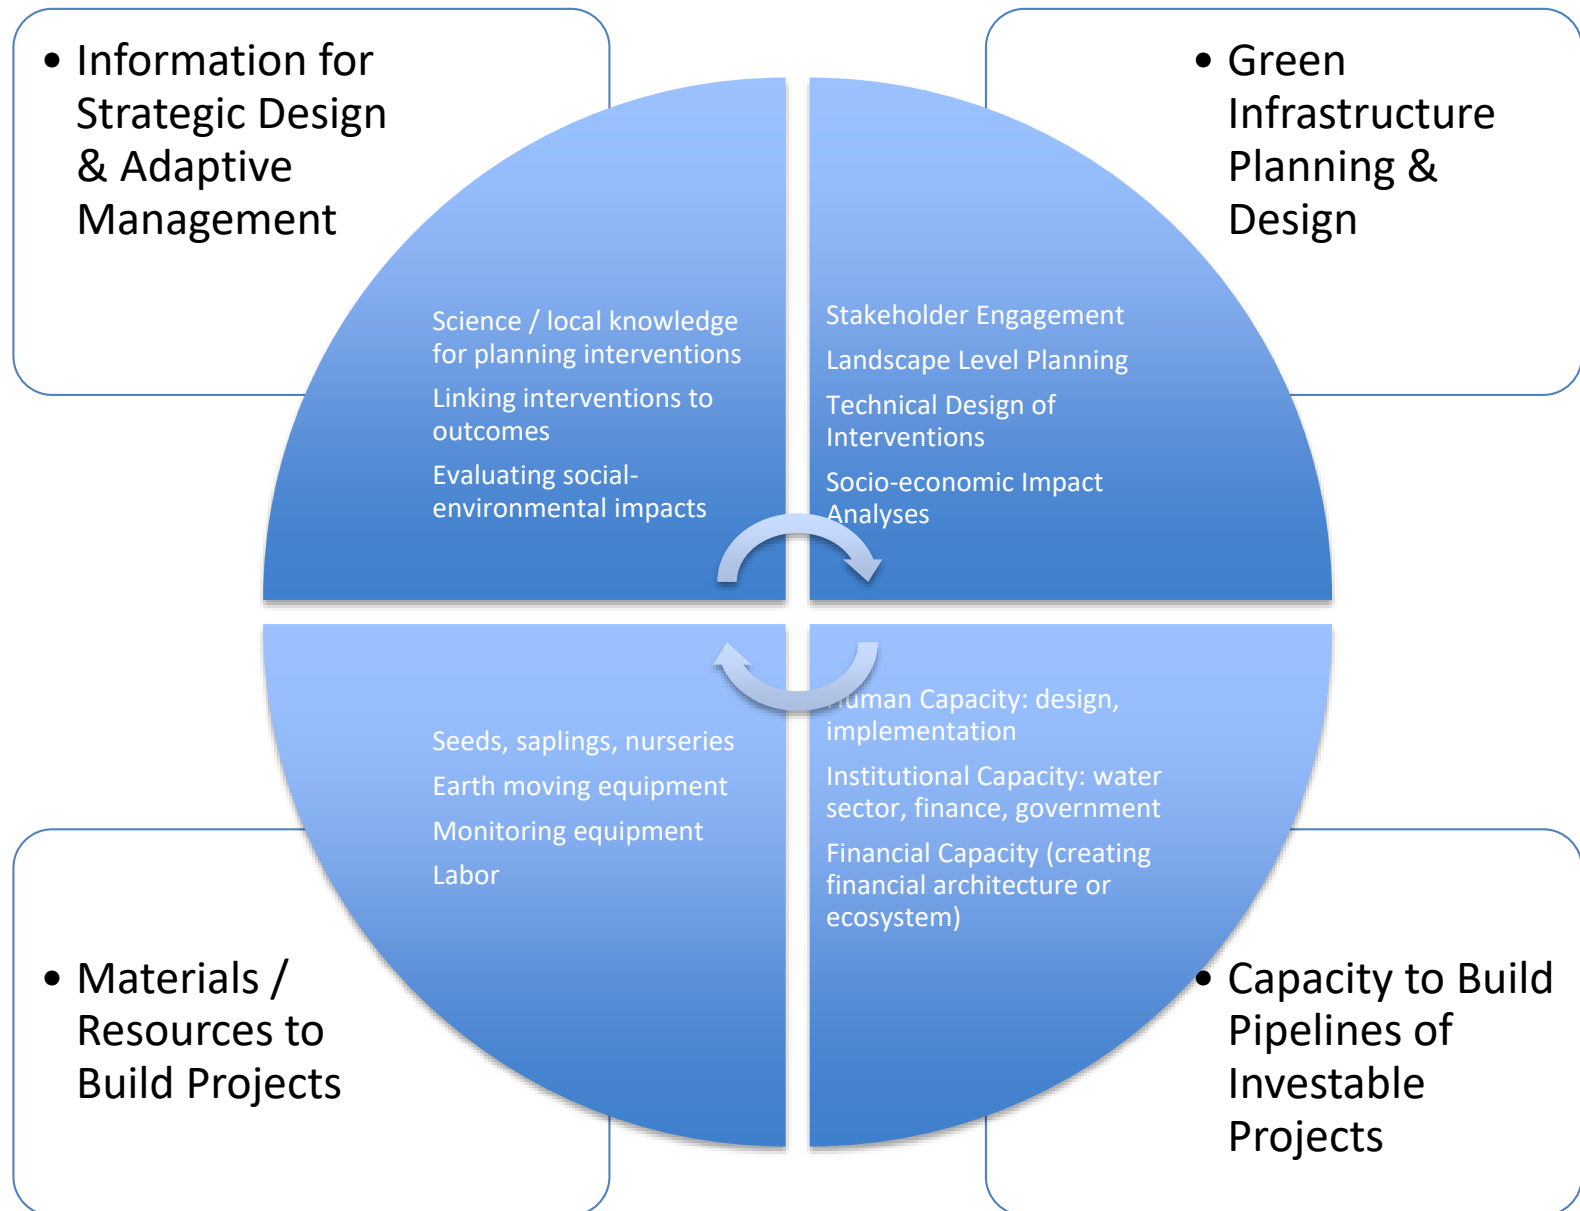 • Information for
Strategic Design
& Adaptive
Management
• Green
Infrastructure
Planning &
Design
Science / local knowledge
for planning interventions
Linking interventions to
outcomes
Evaluating social-
environmental impacts
Stakeholder Engagement
Landscape Level Planning
Technical Design of
Interventions
Socio-economic Impact
Analyses
Seeds, saplings, nurseries
Earth moving equipment
Monitoring equipment
Labor
Human Capacity: design,
implementation
Institutional Capacity: water
sector, finance, government
Financial Capacity (creating
financial architecture or
ecosystem)
• Materials /
Resources to
Build Projects
• Capacity to Build
Pipelines of
Investable
Projects